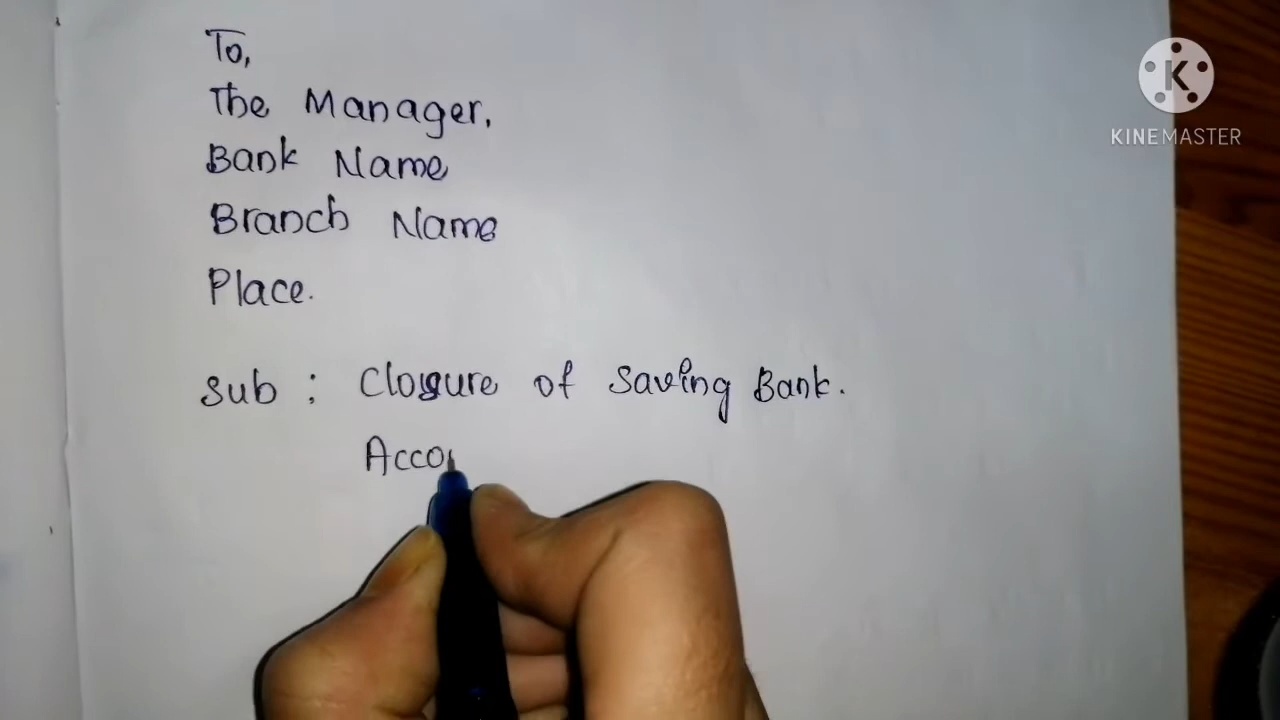 To,
The Manager,
Bank Name
Branch Name
Place.
Sub : Closure of Saving Bank.
Acco
K
KINEMASTER